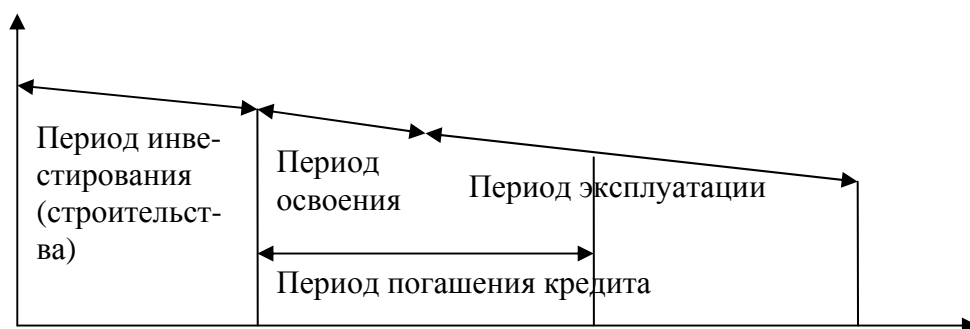 Период инве-
стирования
(строительст-
ва)
Период
освоения
Период эксплуатации
Период погашения кредита